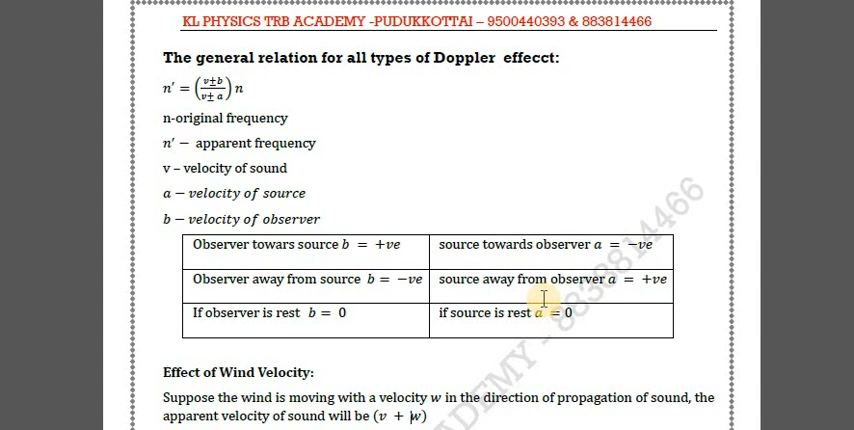 KL PHYSICS TRB ACADEMY -PUDUKKOTTAI – 9500440393 & 883814466
The general relation for all types of Doppler effecct:
n′ = (v±b / v± a) n
n-original frequency
n′ − apparent frequency
v – velocity of sound
a − velocity of source
b − velocity of observer
Observer towars source b = +ve | source towards observer a = −ve
Observer away from source b = −ve | source away from observer a = +ve
If observer is rest b = 0 | if source is rest a = 0
Effect of Wind Velocity:
Suppose the wind is moving with a velocity w in the direction of propagation of sound, the
apparent velocity of sound will be (v + w)
DEMY - 8838814466